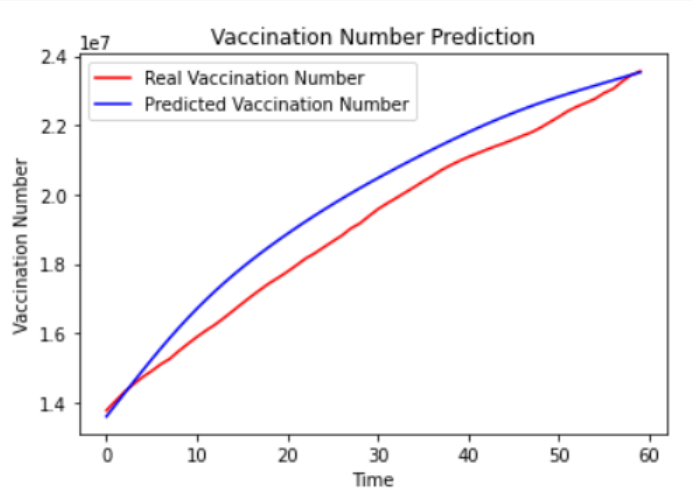 Vaccination Number Prediction
1e7
2.4
2.2
2.0
1.8
1.6
1.4
Vaccination Number
Real Vaccination Number
Predicted Vaccination Number
0 10 20 30 40 50 60
Time